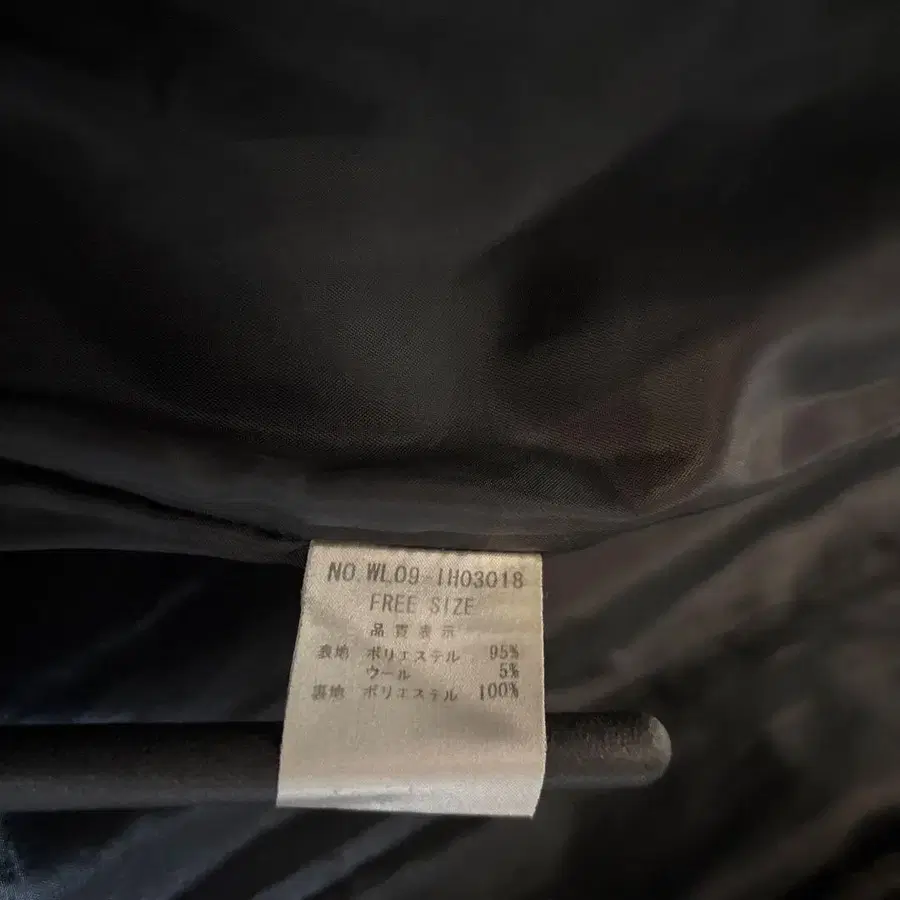 NO.WL09-IH03018
FREE SIZE
品質表示
表地 ポリエステル 95%
ウール 5%
裏地 ポリエステル 100%